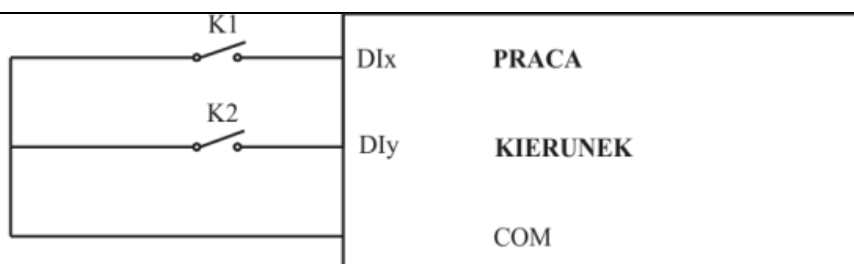 K1
DIx PRACA
K2
DIy KIERUNEK
COM